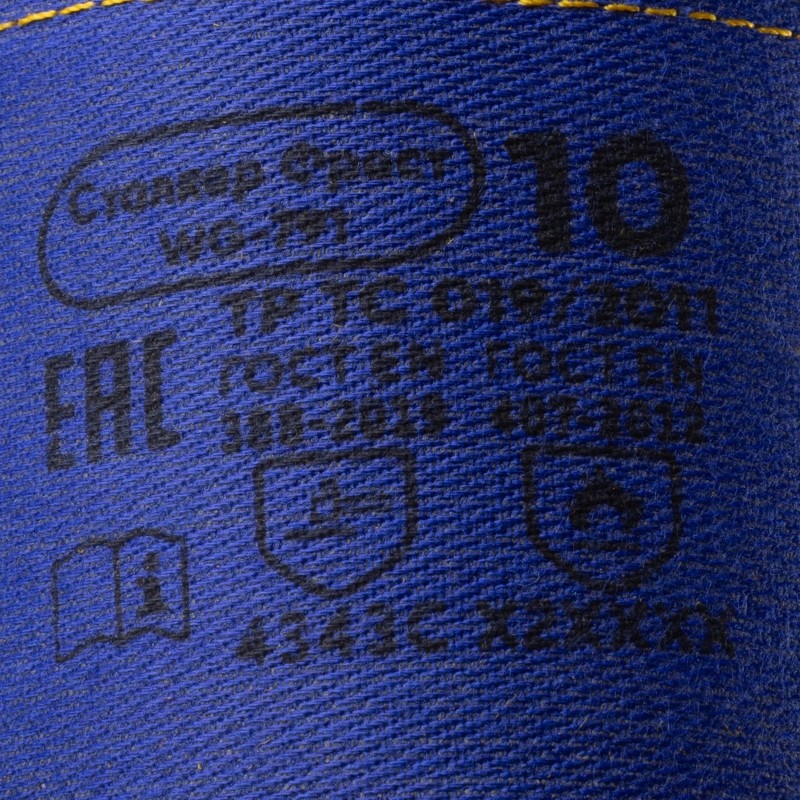 Сталкер Фрост
WG-791
10
ТР ТС 019/2011
EAC
ГОСТ EN
388-2019
ГОСТ EN
407-2012
4343C
X2XXXX